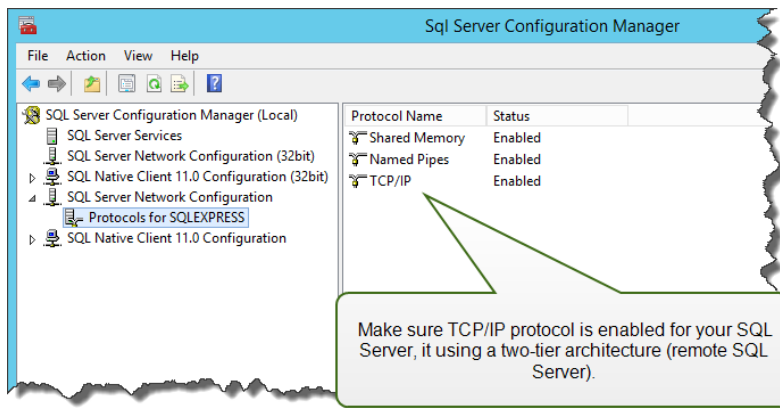 Sql Server Configuration Manager
File Action View Help
SQL Server Configuration Manager (Local)
SQL Server Services
SQL Server Network Configuration (32bit)
SQL Native Client 11.0 Configuration (32bit)
SQL Server Network Configuration
Protocols for SQLEXPRESS
SQL Native Client 11.0 Configuration
Protocol Name Status
Shared Memory Enabled
Named Pipes Enabled
TCP/IP Enabled
Make sure TCP/IP protocol is enabled for your SQL
Server, it using a two-tier architecture (remote SQL
Server).